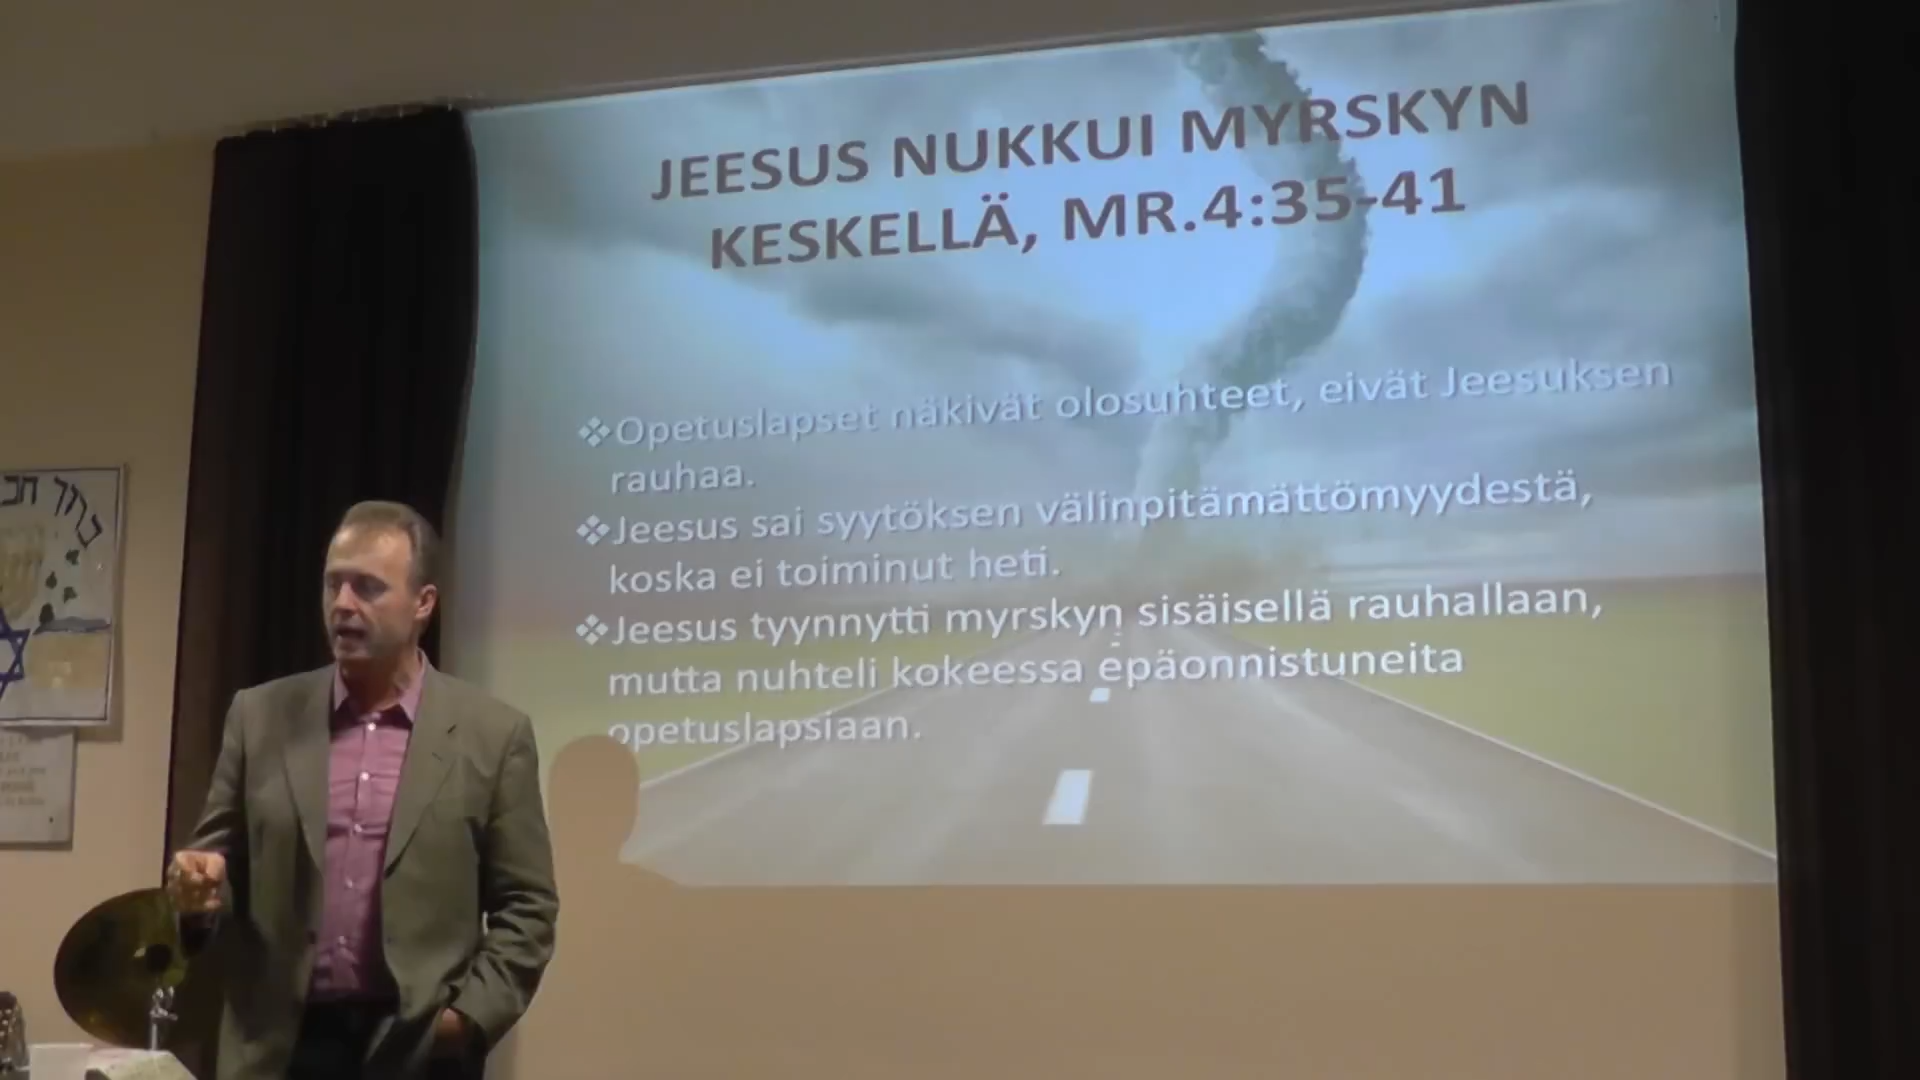 JEESUS NUKKUI MYRSKYN
KESKELLÄ, MR.4:35-41
❖Opetuslapset näkivät olosuhteet, eivät Jeesuksen
rauhaa.
❖Jeesus sai syytöksen välinpitämättömyydestä,
koska ei toiminut heti.
❖Jeesus tyynnytti myrskyn sisäisellä rauhallaan,
mutta nuhteli kokeessa epäonnistuneita
opetuslapsiaan.